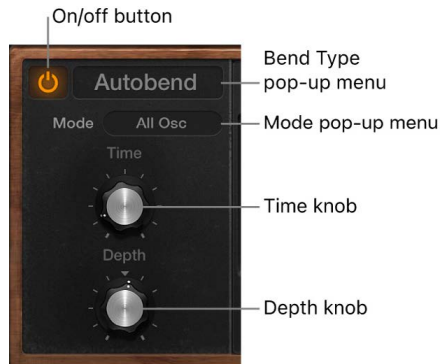 On/off button
Autobend
Bend Type
pop-up menu
Mode
All Osc
Mode pop-up menu
Time
Time knob
Depth
Depth knob